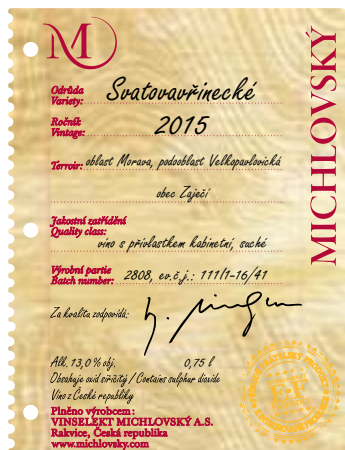 M
Odrůda
Variety: Svatovavřinecké
Ročník
Vintage: 2015
Terroir: oblast Morava, podoblast Velkopavlovická
obec Zaječí
Jakostní zatřídění
Quality class:
víno s přívlastkem kabinetní, suché
Výrobní partie
Batch number: 2808, ev.č.j.: 111/1-16/41
Za kvalitu zodpovídá:
Alk. 13,0 % obj. 0,75 l
Obsahuje oxid siřičitý / Contains sulphur dioxide
Víno z České republiky
Plněno výrobcem:
VINSELEKT MICHLOVSKÝ A.S.
Rakvice, Česká republika
www.michlovsky.com
MICHLOVSKÝ